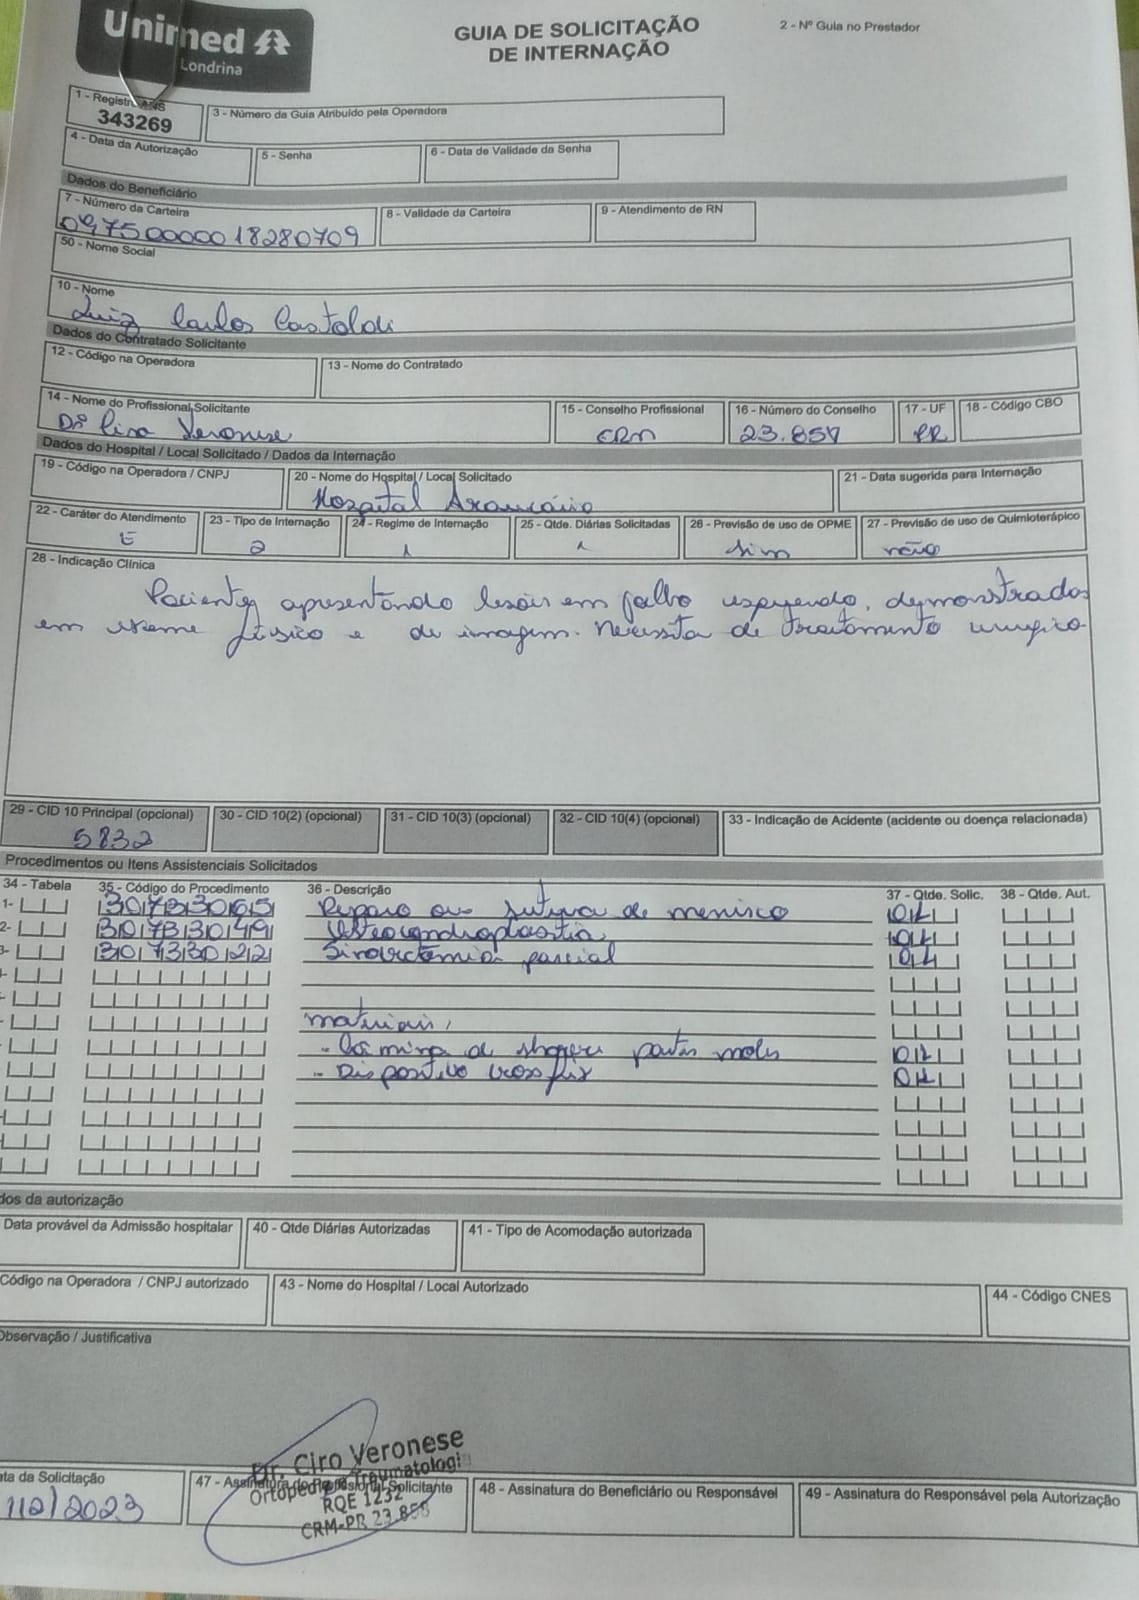 Unimed
Londrina
GUIA DE SOLICITAÇÃO
DE INTERNAÇÃO
2 - Nº Guia no Prestador
1 - Registro ANS
343269
3 - Número da Guia Atribuído pela Operadora
4 - Data da Autorização
5 - Senha
6 - Data de Validade da Senha
Dados do Beneficiário
7 - Número da Carteira
09750000018280709
8 - Validade da Carteira
9 - Atendimento de RN
50 - Nome Social
10 - Nome
Luiz Carlos Castoldi
Dados do Contratado Solicitante
12 - Código na Operadora
13 - Nome do Contratado
14 - Nome do Profissional Solicitante
Dr Ciro Veronese
15 - Conselho Profissional
CRM
16 - Número do Conselho
23.85
17 - UF
PR
18 - Código CBO
Dados do Hospital / Local Solicitado / Dados da Internação
19 - Código na Operadora / CNPJ
20 - Nome do Hospital / Local Solicitado
Hospital Araucária
21 - Data sugerida para Internação
22 - Caráter do Atendimento
E
23 - Tipo de Internação
2
24 - Regime de Internação
1
25 - Qtde. Diárias Solicitadas
1
26 - Previsão de uso de OPME
Sim
27 - Previsão de uso de Quimioterápico
não
28 - Indicação Clínica
Paciente apresentando lesões em joelho esquerdo, demonstradas
em exame físico e de imagem. Necessita de tratamento cirurgico.
29 - CID 10 Principal (opcional)
S832
30 - CID 10(2) (opcional)
31 - CID 10(3) (opcional)
32 - CID 10(4) (opcional)
33 - Indicação de Acidente (acidente ou doença relacionada)
Procedimentos ou Itens Assistenciais Solicitados
34 - Tabela
35 - Código do Procedimento
36 - Descrição
37 - Qtde. Solic.
38 - Qtde. Aut.
1- 30733065 Reparo ou sutura de menisco 01
2- 30733049 Osteocondroplastia 01
3- 30733022 Sinovectomia parcial 01
materiais:
- Lâmina de shaver partes moles 01
- Dispositivo 01
dos da autorização
Data provável da Admissão hospitalar
40 - Qtde Diárias Autorizadas
41 - Tipo de Acomodação autorizada
Código na Operadora / CNPJ autorizado
43 - Nome do Hospital / Local Autorizado
44 - Código CNES
Observação / Justificativa
ata da Solicitação
112/2023
47 - Assinatura do Profissional Solicitante
Dr. Ciro Veronese
Ortopedia e Traumatologia
RQE 1232
CRM-PR 23.85
48 - Assinatura do Beneficiário ou Responsável
49 - Assinatura do Responsável pela Autorização